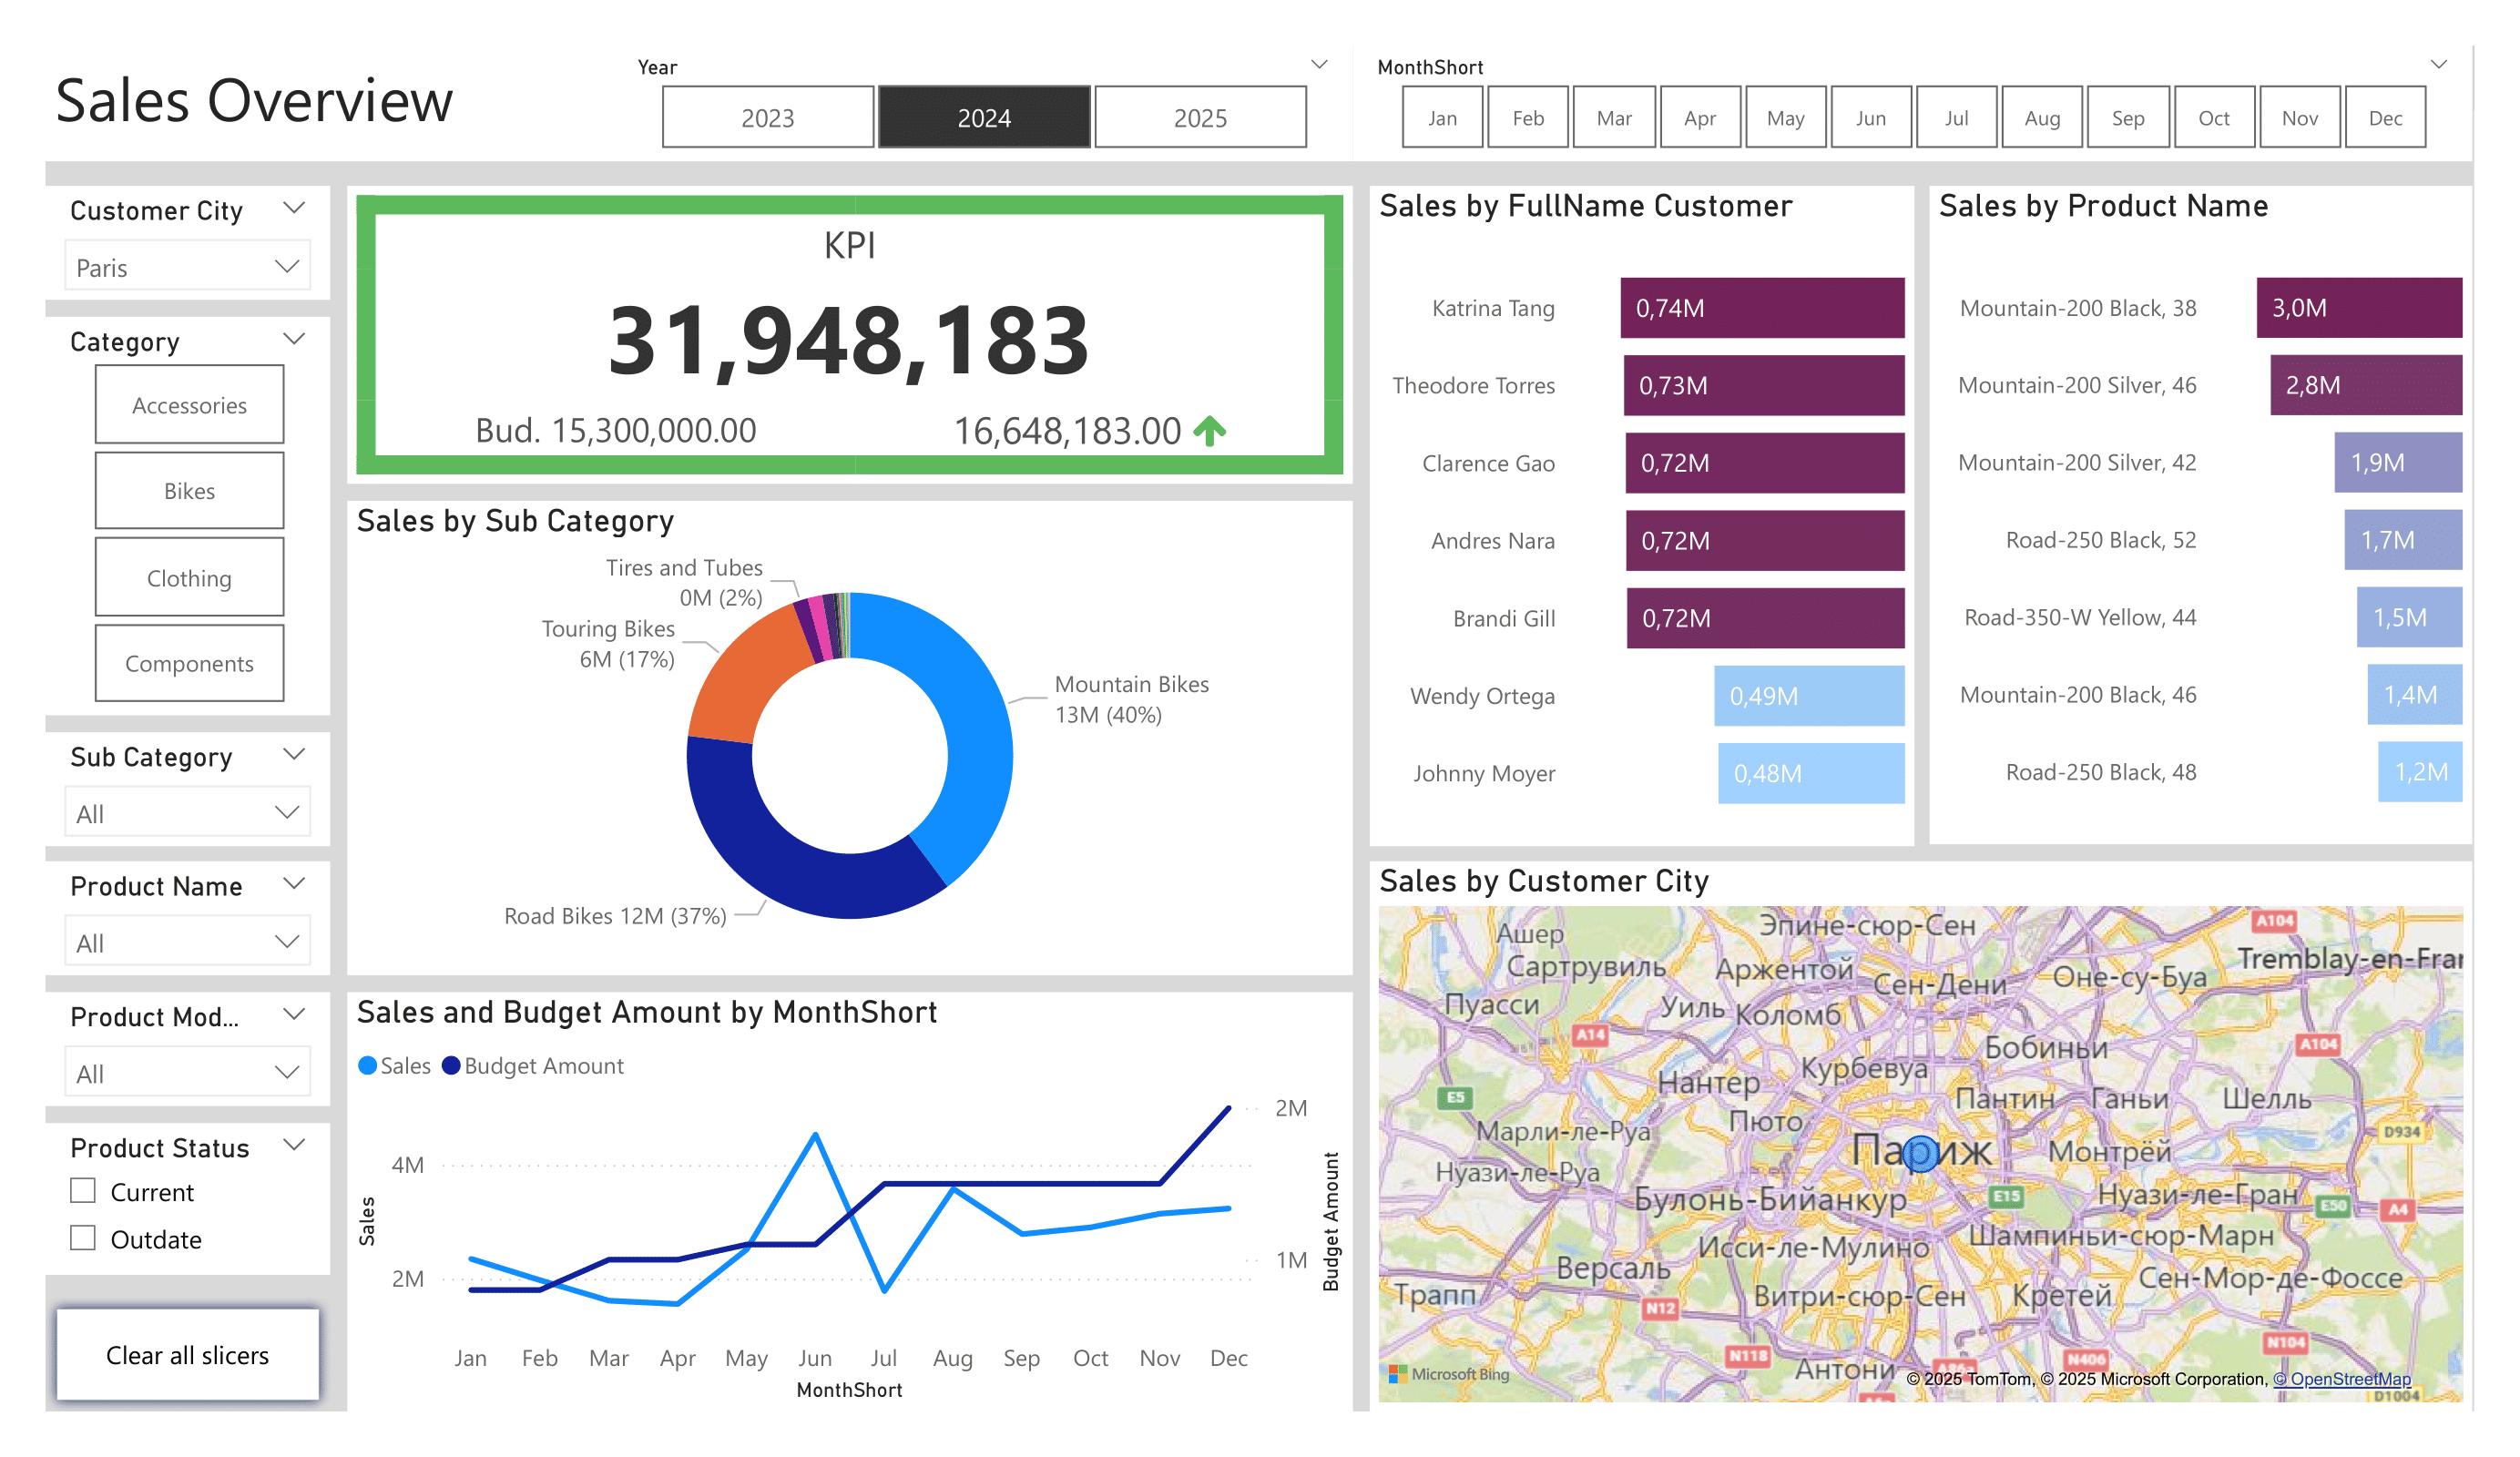 Sales Overview
Year
2023
2024
2025
MonthShort
Jan
Feb
Mar
Apr
May
Jun
Jul
Aug
Sep
Oct
Nov
Dec
Customer City
Paris
Category
Accessories
Bikes
Clothing
Components
Sub Category
All
Product Name
All
Product Mod...
All
Product Status
Current
Outdate
Clear all slicers
KPI
31,948,183
Bud. 15,300,000.00
16,648,183.00
Sales by Sub Category
Tires and Tubes
0M (2%)
Touring Bikes
6M (17%)
Mountain Bikes
13M (40%)
Road Bikes 12M (37%)
Sales and Budget Amount by MonthShort
Sales
Budget Amount
4M
2M
Sales
2M
1M
Budget Amount
Jan
Feb
Mar
Apr
May
Jun
Jul
Aug
Sep
Oct
Nov
Dec
MonthShort
Sales by FullName Customer
Katrina Tang 0,74M
Theodore Torres 0,73M
Clarence Gao 0,72M
Andres Nara 0,72M
Brandi Gill 0,72M
Wendy Ortega 0,49M
Johnny Moyer 0,48M
Sales by Product Name
Mountain-200 Black, 38 3,0M
Mountain-200 Silver, 46 2,8M
Mountain-200 Silver, 42 1,9M
Road-250 Black, 52 1,7M
Road-350-W Yellow, 44 1,5M
Mountain-200 Black, 46 1,4M
Road-250 Black, 48 1,2M
Sales by Customer City
Эпине-сюр-Сен
A104
Ашер
Tremblay-en-Fran
Сартрувиль
Аржентой
Сен-Дени
Оне-су-Буа
Пуасси
Уиль
Коломб
A14
Бобиньи
A104
Курбевуа
Нантер
E5
Пантин
Ганьи
Шелль
Пюто
Марли-ле-Руа
D934
Париж
Монтрёй
Нуази-ле-Руа
Булонь-Бийанкур
E15
Нуази-ле-Гран
E50
A4
Исси-ле-Мулино
Шампиньи-сюр-Марн
Версаль
Сен-Мор-де-Фоссе
Трапп
N12
Витри-сюр-Сен
Кретей
N104
N118
Антони
A86a
N406
Microsoft Bing
© 2025 TomTom, © 2025 Microsoft Corporation, © OpenStreetMap
D1004